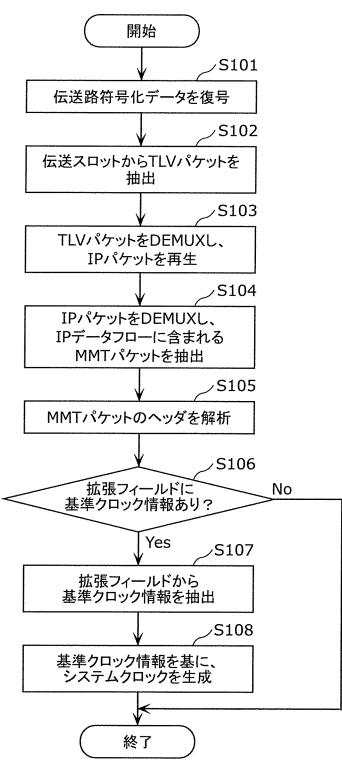 開始
S101
伝送路符号化データを復号
S102
伝送スロットからTLVパケットを
抽出
S103
TLVパケットをDEMUXし、
IPパケットを再生
S104
IPパケットをDEMUXし、
IPデータフローに含まれる
MMTパケットを抽出
S105
MMTパケットのヘッダを解析
S106
拡張フィールドに
基準クロック情報あり？
No
Yes
S107
拡張フィールドから
基準クロック情報を抽出
S108
基準クロック情報を基に、
システムクロックを生成
終了